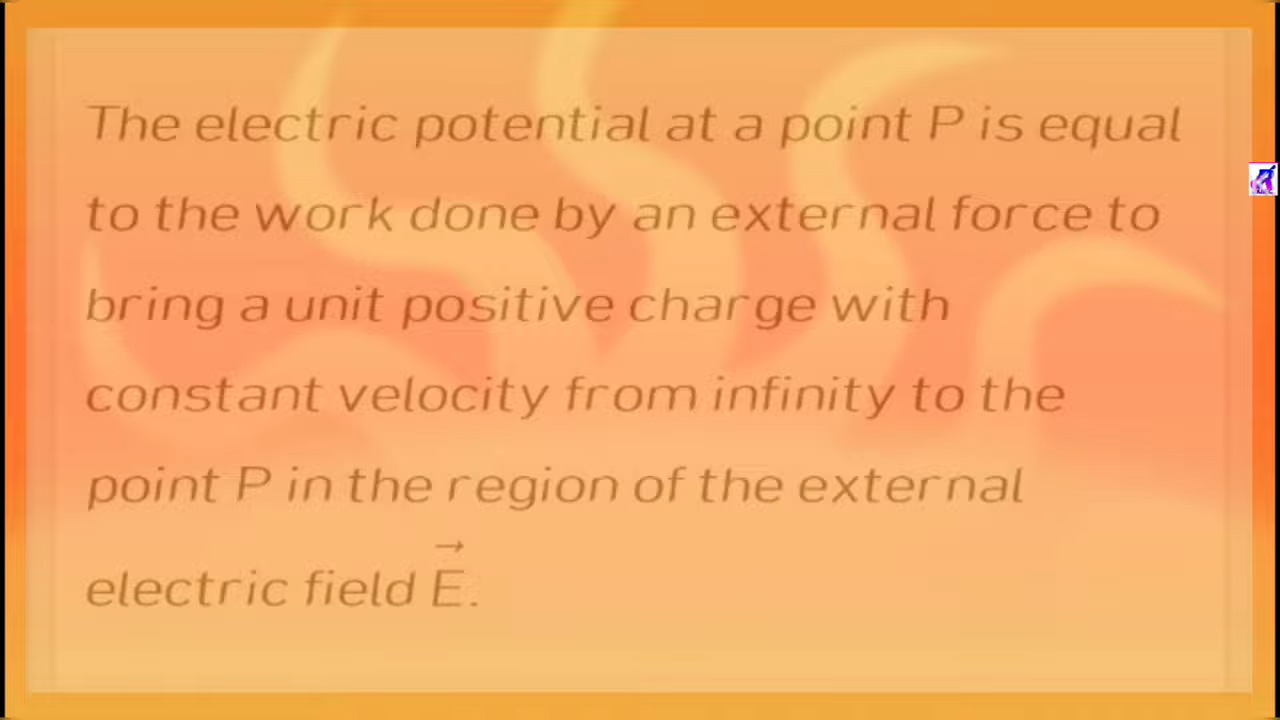 The electric potential at a point P is equal
to the work done by an external force to
bring a unit positive charge with
constant velocity from infinity to the
point P in the region of the external
electric field E⃗.